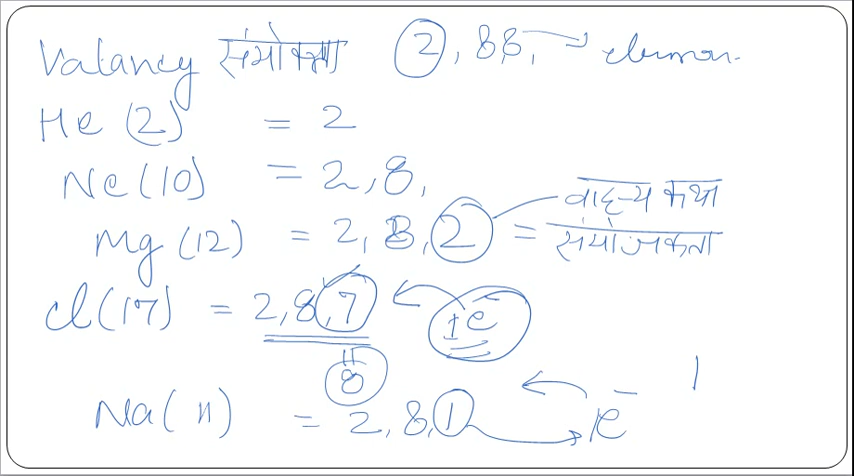 Valancy संयोजकता 2, 8 8, →
He (2) = 2
Ne (10) = 2, 8,
वाह्य कक्षा
Mg (12) = 2, 8, 2 = संयोजकता
Cl (17) = 2, 8, 7 ← 1e
8
Na (11) = 2, 8, 1 → 1e⁻